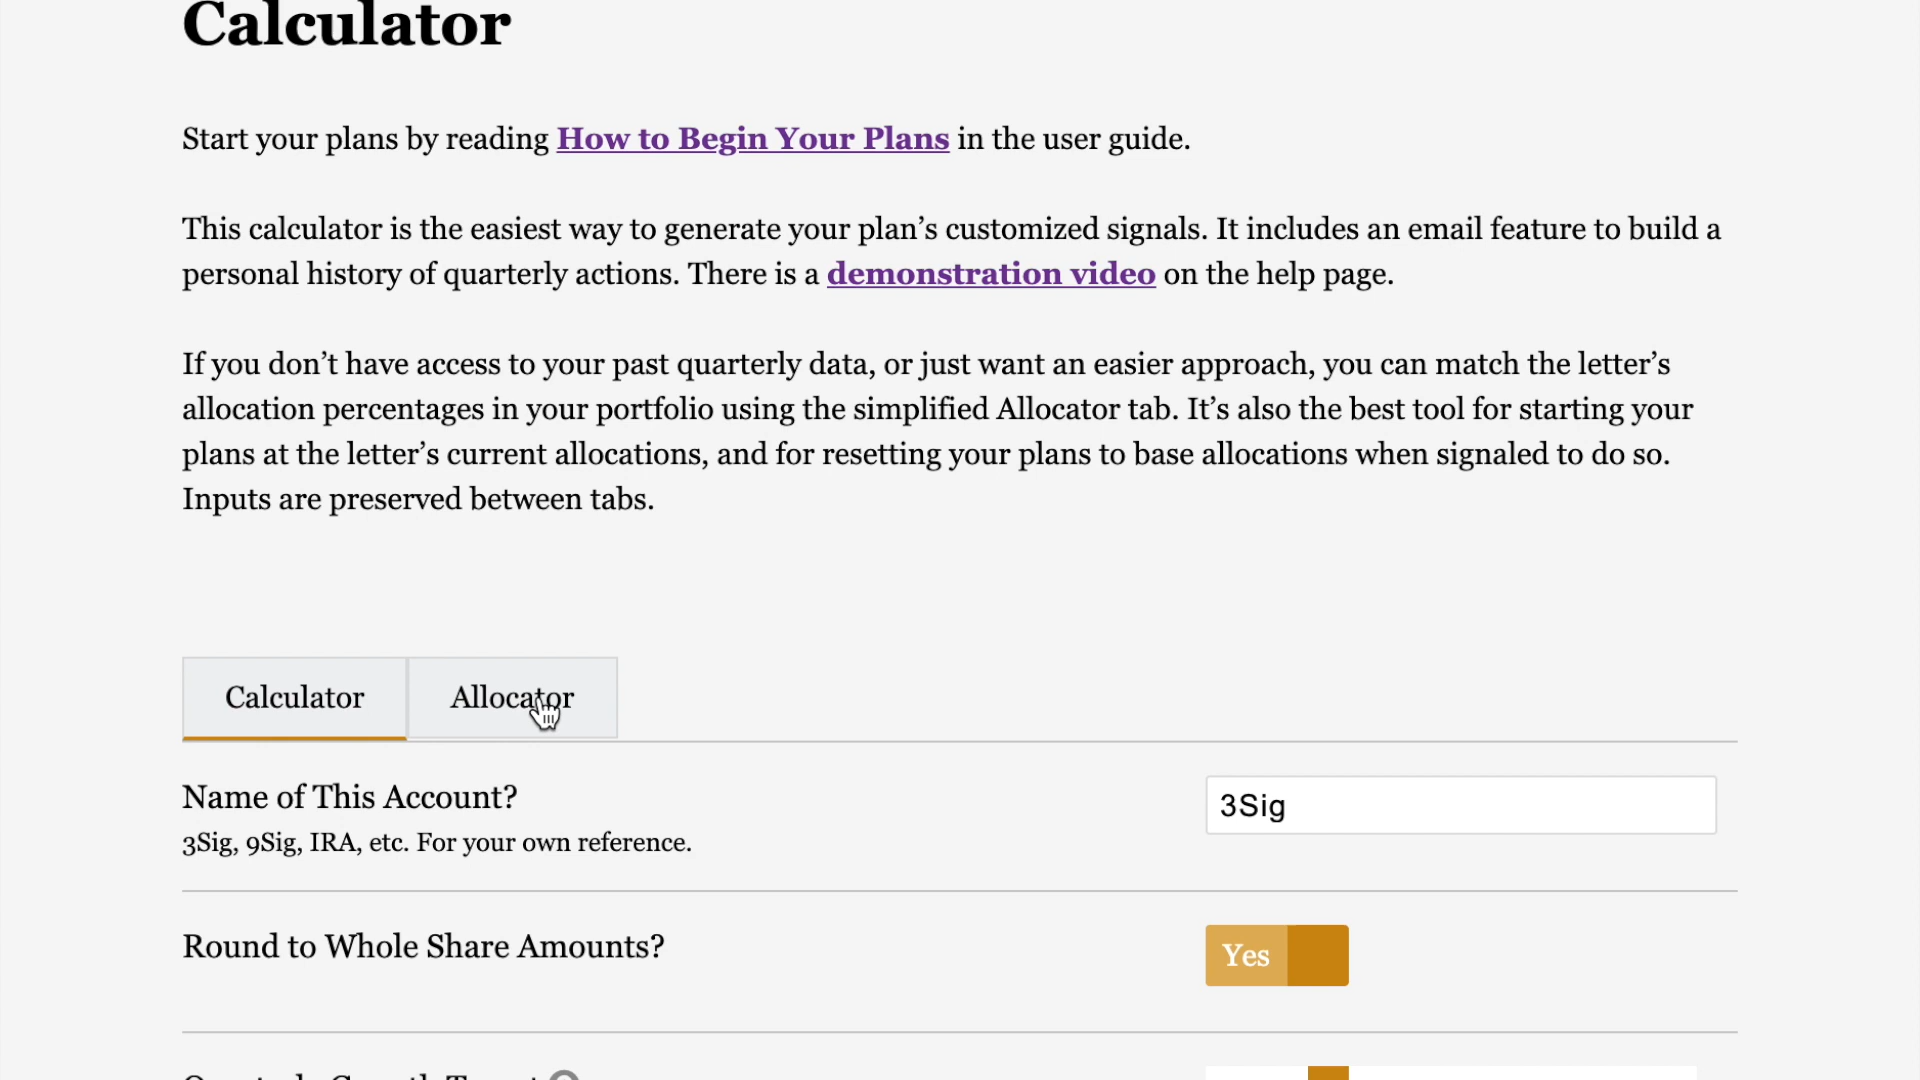 Calculator
Start your plans by reading How to Begin Your Plans in the user guide.
This calculator is the easiest way to generate your plan’s customized signals. It includes an email feature to build a
personal history of quarterly actions. There is a demonstration video on the help page.
If you don’t have access to your past quarterly data, or just want an easier approach, you can match the letter’s
allocation percentages in your portfolio using the simplified Allocator tab. It’s also the best tool for starting your
plans at the letter’s current allocations, and for resetting your plans to base allocations when signaled to do so.
Inputs are preserved between tabs.
Calculator Allocator
Name of This Account? 3Sig
3Sig, 9Sig, IRA, etc. For your own reference.
Round to Whole Share Amounts? Yes